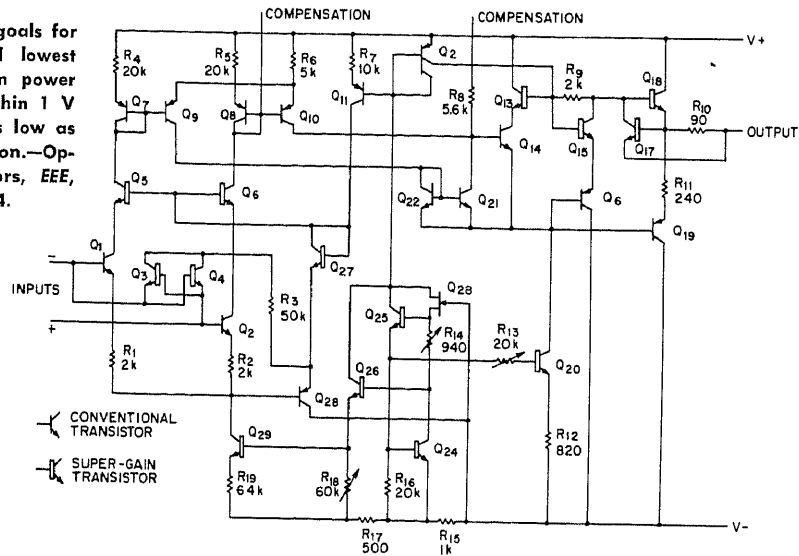 goals for
lowest
power
within 1 V
as low as
on.—Op-
ors, EEE,
4.
COMPENSATION
COMPENSATION
V+
R4
20k
R5
20k
R6
5k
R7
10k
Q2
Q7
Q9
Q8
Q10
Q11
R8
5.6k
Q13
R9
2k
Q18
R10
90
OUTPUT
Q14
Q15
Q17
Q5
Q6
Q22
Q21
Q6
R11
240
Q19
Q27
Q1
Q3
Q4
INPUTS
−
+
R3
50k
Q28
Q25
R14
940
R13
20k
Q2
Q26
Q20
R1
2k
R2
2k
Q28
CONVENTIONAL
TRANSISTOR
Q29
Q24
R12
820
SUPER-GAIN
TRANSISTOR
R19
64k
R18
60k
R16
20k
R17
500
R15
1k
V−